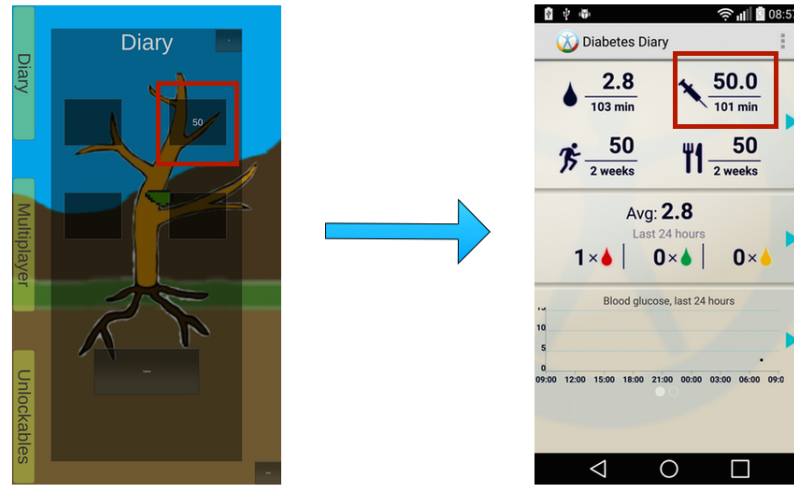 Diary
Diary
50
Multiplayer
Unlockables
08:57
Diabetes Diary
2.8
103 min
50.0
101 min
50
2 weeks
50
2 weeks
Avg: 2.8
Last 24 hours
1×
0×
0×
Blood glucose, last 24 hours
10
5
0
09:00 12:00 15:00 18:00 21:00 00:00 03:00 06:00 09:0